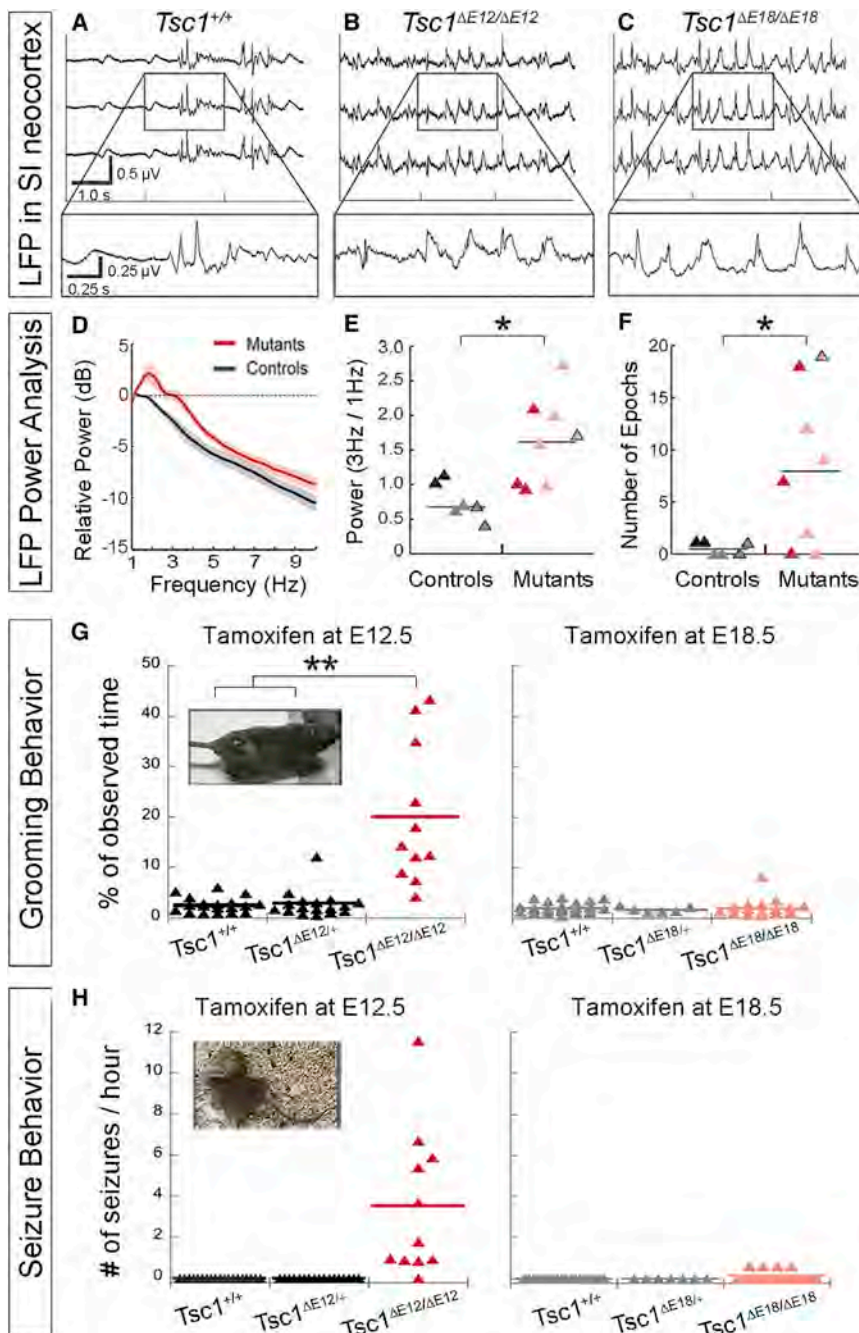 LFP in SI neocortex
A Tsc1+/+
B Tsc1ΔE12/ΔE12
C Tsc1ΔE18/ΔE18
0.5 µV
1.0 s
0.25 µV
0.25 s
LFP Power Analysis
D
Mutants
Controls
Relative Power (dB)
5
0
-5
-10
-15
1 3 5 7 9
Frequency (Hz)
E
*
Power (3Hz / 1Hz)
3.0
2.5
2.0
1.5
1.0
0.5
0
Controls Mutants
F
*
Number of Epochs
20
15
10
5
0
Controls Mutants
Grooming Behavior
G
Tamoxifen at E12.5
Tamoxifen at E18.5
**
% of observed time
50
40
30
20
10
0
Tsc1+/+ Tsc1ΔE12/+ Tsc1ΔE12/ΔE12
Tsc1+/+ Tsc1ΔE18/+ Tsc1ΔE18/ΔE18
Seizure Behavior
H
Tamoxifen at E12.5
Tamoxifen at E18.5
# of seizures / hour
12
10
8
6
4
2
0
Tsc1+/+ Tsc1ΔE12/+ Tsc1ΔE12/ΔE12
Tsc1+/+ Tsc1ΔE18/+ Tsc1ΔE18/ΔE18